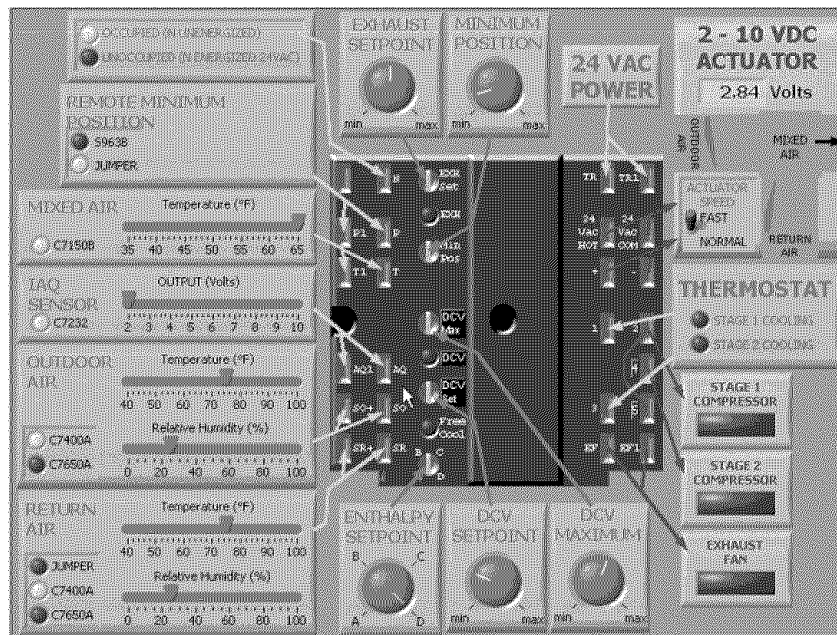 OCCUPIED (N UNENERGIZED)
UNOCCUPIED (N ENERGIZED 24VAC)
REMOTE MINIMUM
POSITION
S963B
JUMPER
MIXED AIR
Temperature (°F)
C7150B
35 40 45 50 55 60 65
IAQ
SENSOR
OUTPUT (Volts)
C7232
2 3 4 5 6 7 8 9 10
OUTDOOR
AIR
Temperature (°F)
40 50 60 70 80 90 100
Relative Humidity (%)
C7400A
C7650A
0 20 40 60 80 100
RETURN
AIR
Temperature (°F)
40 50 60 70 80 90 100
JUMPER
Relative Humidity (%)
C7400A
C7650A
0 20 40 60 80 100
EXHAUST
SETPOINT
min max
MINIMUM
POSITION
min max
24 VAC
POWER
2 - 10 VDC
ACTUATOR
2.84 Volts
OUTDOOR
AIR
MIXED
AIR
ACTUATOR
SPEED
FAST
NORMAL
RETURN
AIR
THERMOSTAT
STAGE 1 COOLING
STAGE 2 COOLING
STAGE 1
COMPRESSOR
STAGE 2
COMPRESSOR
EXHAUST
FAN
N
EXH
Set
EXH
P1 P
Min
Pos
T1 T
DCV
Max
DCV
AQ1 AQ
DCV
Set
SO+ SO
Free
Cool
SR+ SR
B C
D
TR TR1
24
Vac
HOT
24
Vac
COM
+ -
1 2
4
3 5
EF EF1
ENTHALPY
SETPOINT
B C
A D
DCV
SETPOINT
min max
DCV
MAXIMUM
min max